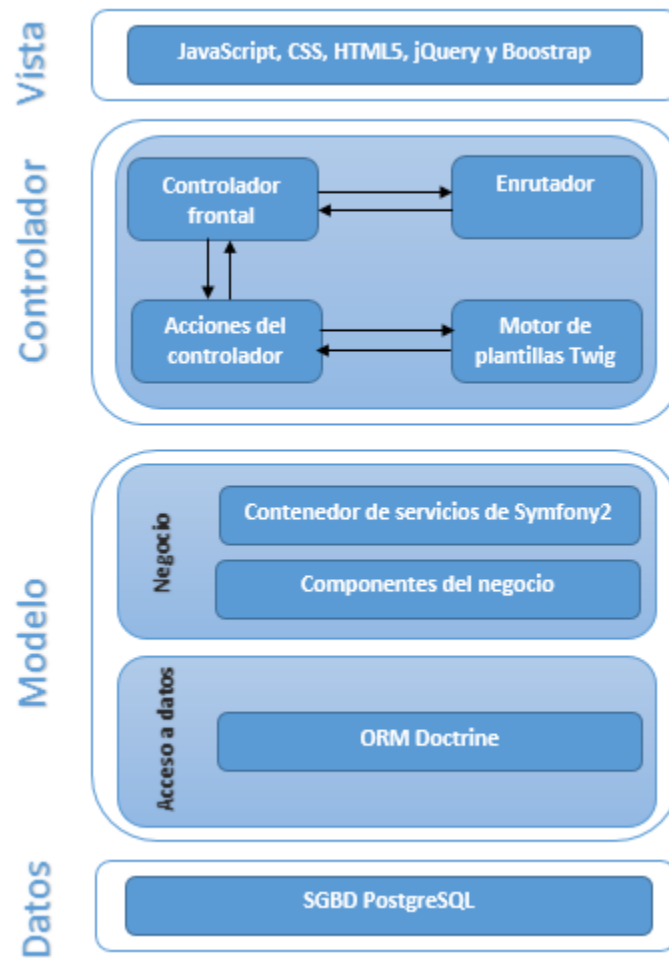 Vista
JavaScript, CSS, HTML5, jQuery y Boostrap
Controlador
Controlador
frontal
Enrutador
Acciones del
controlador
Motor de
plantillas Twig
Modelo
Negocio
Contenedor de servicios de Symfony2
Componentes del negocio
Acceso a datos
ORM Doctrine
Datos
SGBD PostgreSQL